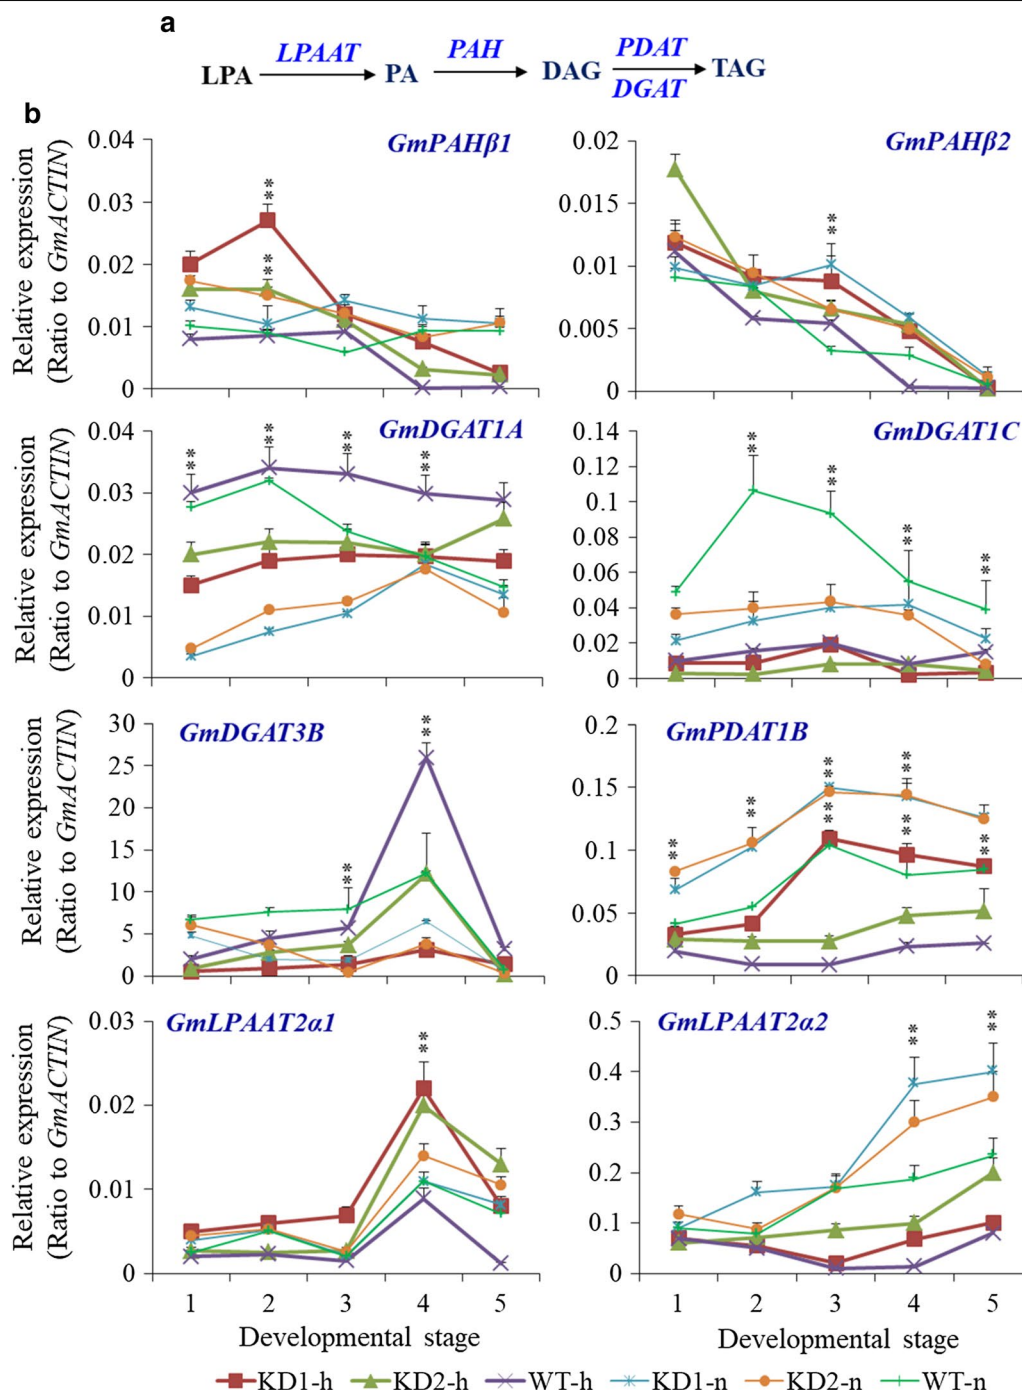 a
LPA LPAAT PA PAH DAG PDAT DGAT TAG
b
Relative expression
(Ratio to GmACTIN)
GmPAHβ1
0.04
0.03
0.02
0.01
0
**
**
GmPAHβ2
0.02
0.015
0.01
0.005
0
**
Relative expression
(Ratio to GmACTIN)
GmDGAT1A
0.04
0.03
0.02
0.01
0
** ** ** **
GmDGAT1C
0.14
0.12
0.1
0.08
0.06
0.04
0.02
0
** ** ** **
Relative expression
(Ratio to GmACTIN)
GmDGAT3B
30
25
20
15
10
5
0
** **
GmPDAT1B
0.2
0.15
0.1
0.05
0
** ** ** **
** ** **
Relative expression
(Ratio to GmACTIN)
GmLPAAT2α1
0.03
0.02
0.01
0
**
1 2 3 4 5
Developmental stage
GmLPAAT2α2
0.5
0.4
0.3
0.2
0.1
0
** **
1 2 3 4 5
Developmental stage
KD1-h KD2-h WT-h KD1-n KD2-n WT-n